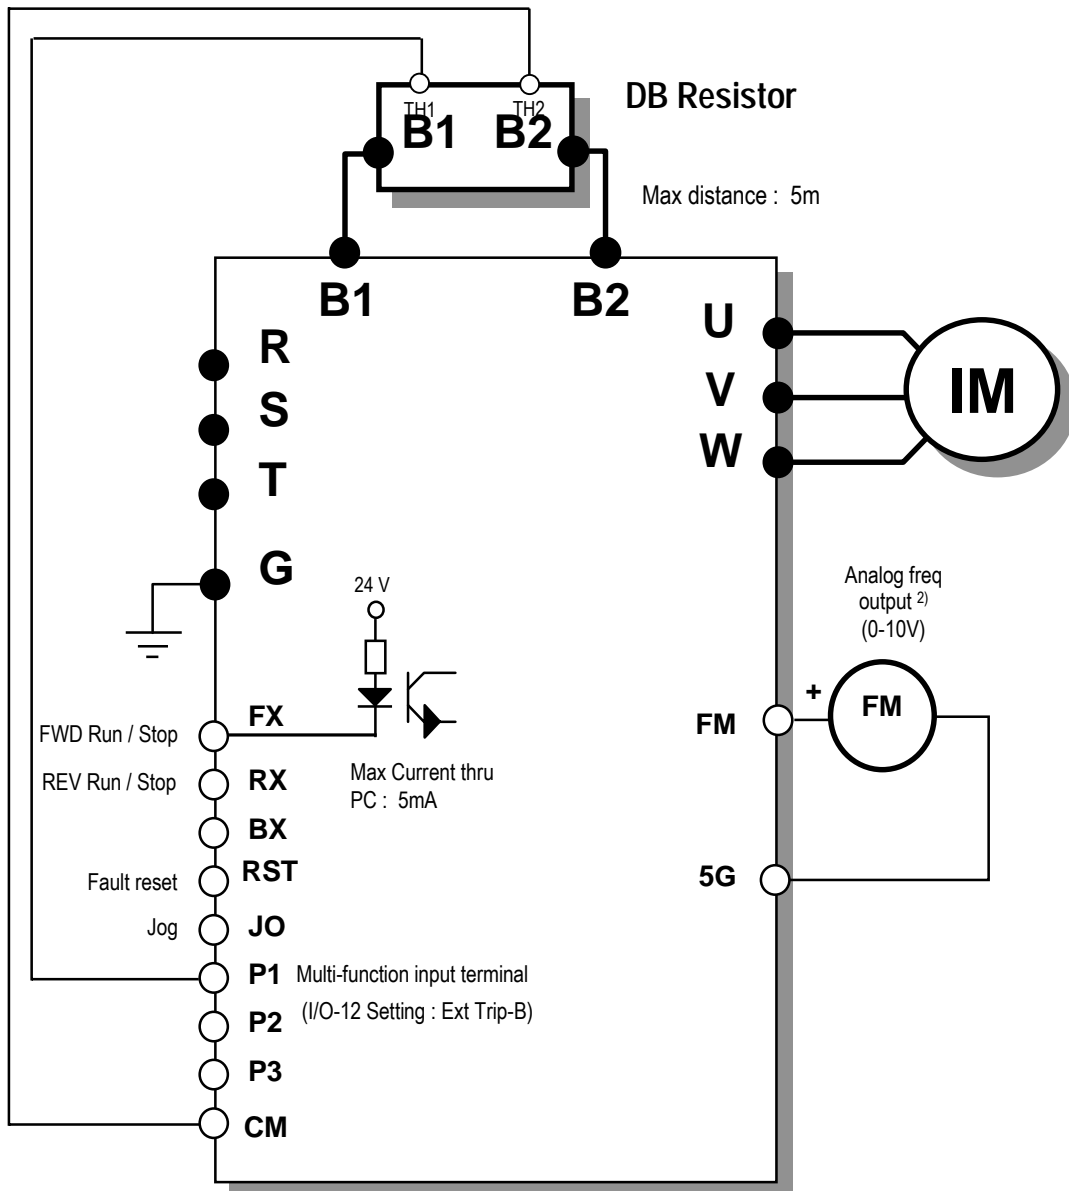 DB Resistor
TH1
TH2
B1
B2
Max distance : 5m
B1
B2
R
S
T
G
U
V
W
IM
24 V
Analog freq
output 2)
(0-10V)
FWD Run / Stop
FX
REV Run / Stop
RX
Max Current thru
PC : 5mA
BX
Fault reset
RST
Jog
JO
P1
Multi-function input terminal
(I/O-12 Setting : Ext Trip-B)
P2
P3
CM
FM
+
FM
5G